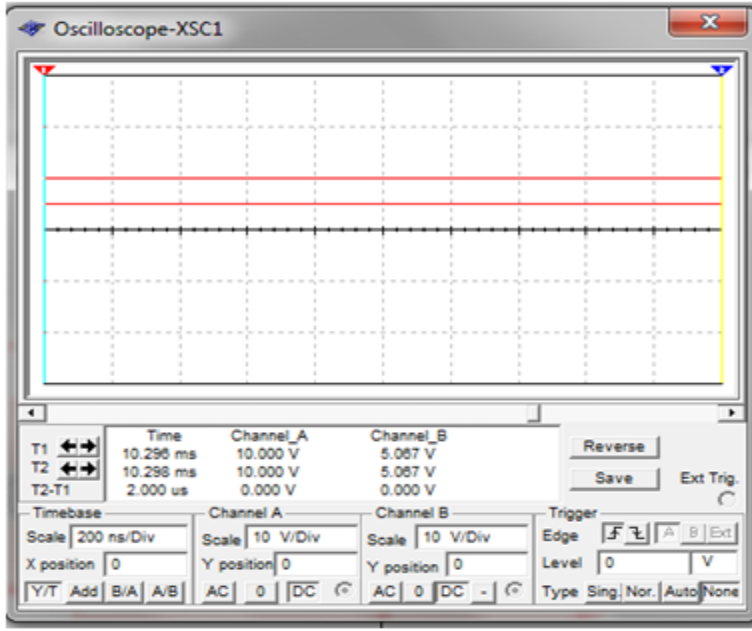 Oscilloscope-XSC1
Time Channel_A Channel_B
T1 10.296 ms 10.000 V 5.067 V
T2 10.298 ms 10.000 V 5.067 V
T2-T1 2.000 us 0.000 V 0.000 V
Reverse
Save
Ext Trig.
Timebase
Scale 200 ns/Div
X position 0
Y/T Add B/A A/B
Channel A
Scale 10 V/Div
Y position 0
AC 0 DC
Channel B
Scale 10 V/Div
Y position 0
AC 0 DC -
Trigger
Edge A B Ext
Level 0 V
Type Sing. Nor. Auto None